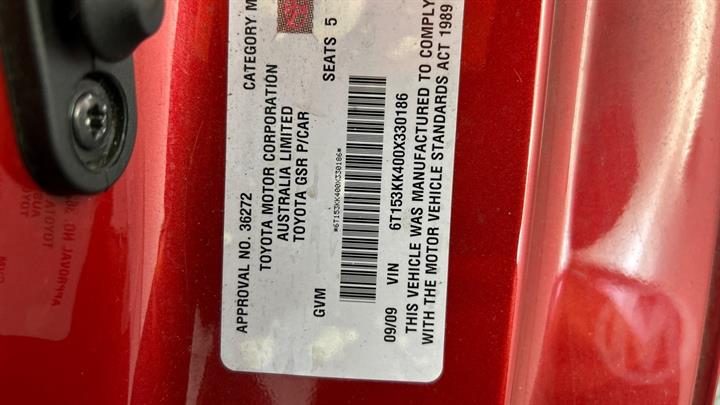 APPROVAL NO. 36272 CATEGORY M
TOYOTA MOTOR CORPORATION
AUSTRALIA LIMITED
TOYOTA GSR P/CAR
GVM SEATS 5
*6T153KK400X330186*
09/09 VIN 6T153KK400X330186
THIS VEHICLE WAS MANUFACTURED TO COMPLY
WITH THE MOTOR VEHICLE STANDARDS ACT 1989